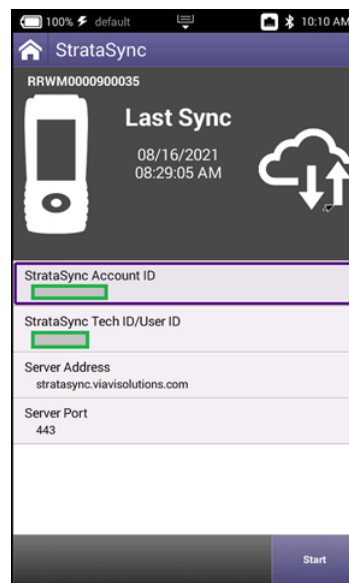 100% default 10:10 AM
StrataSync
RRWM0000900035
Last Sync
08/16/2021
08:29:05 AM
StrataSync Account ID
StrataSync Tech ID/User ID
Server Address
stratasync.viavisolutions.com
Server Port
443
Start